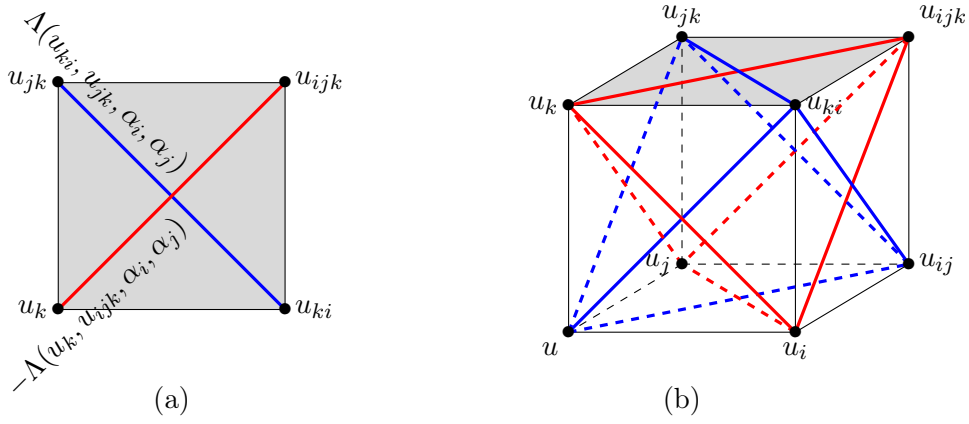 Λ(u_{ki}, u_{jk}, α_i, α_j)
u_{jk}
u_{ijk}
−Λ(u_k, u_{ijk}, α_i, α_j)
u_k
u_{ki}
(a)
u_{jk}
u_{ijk}
u_k
u_{ki}
u_j
u_{ij}
u
u_i
(b)